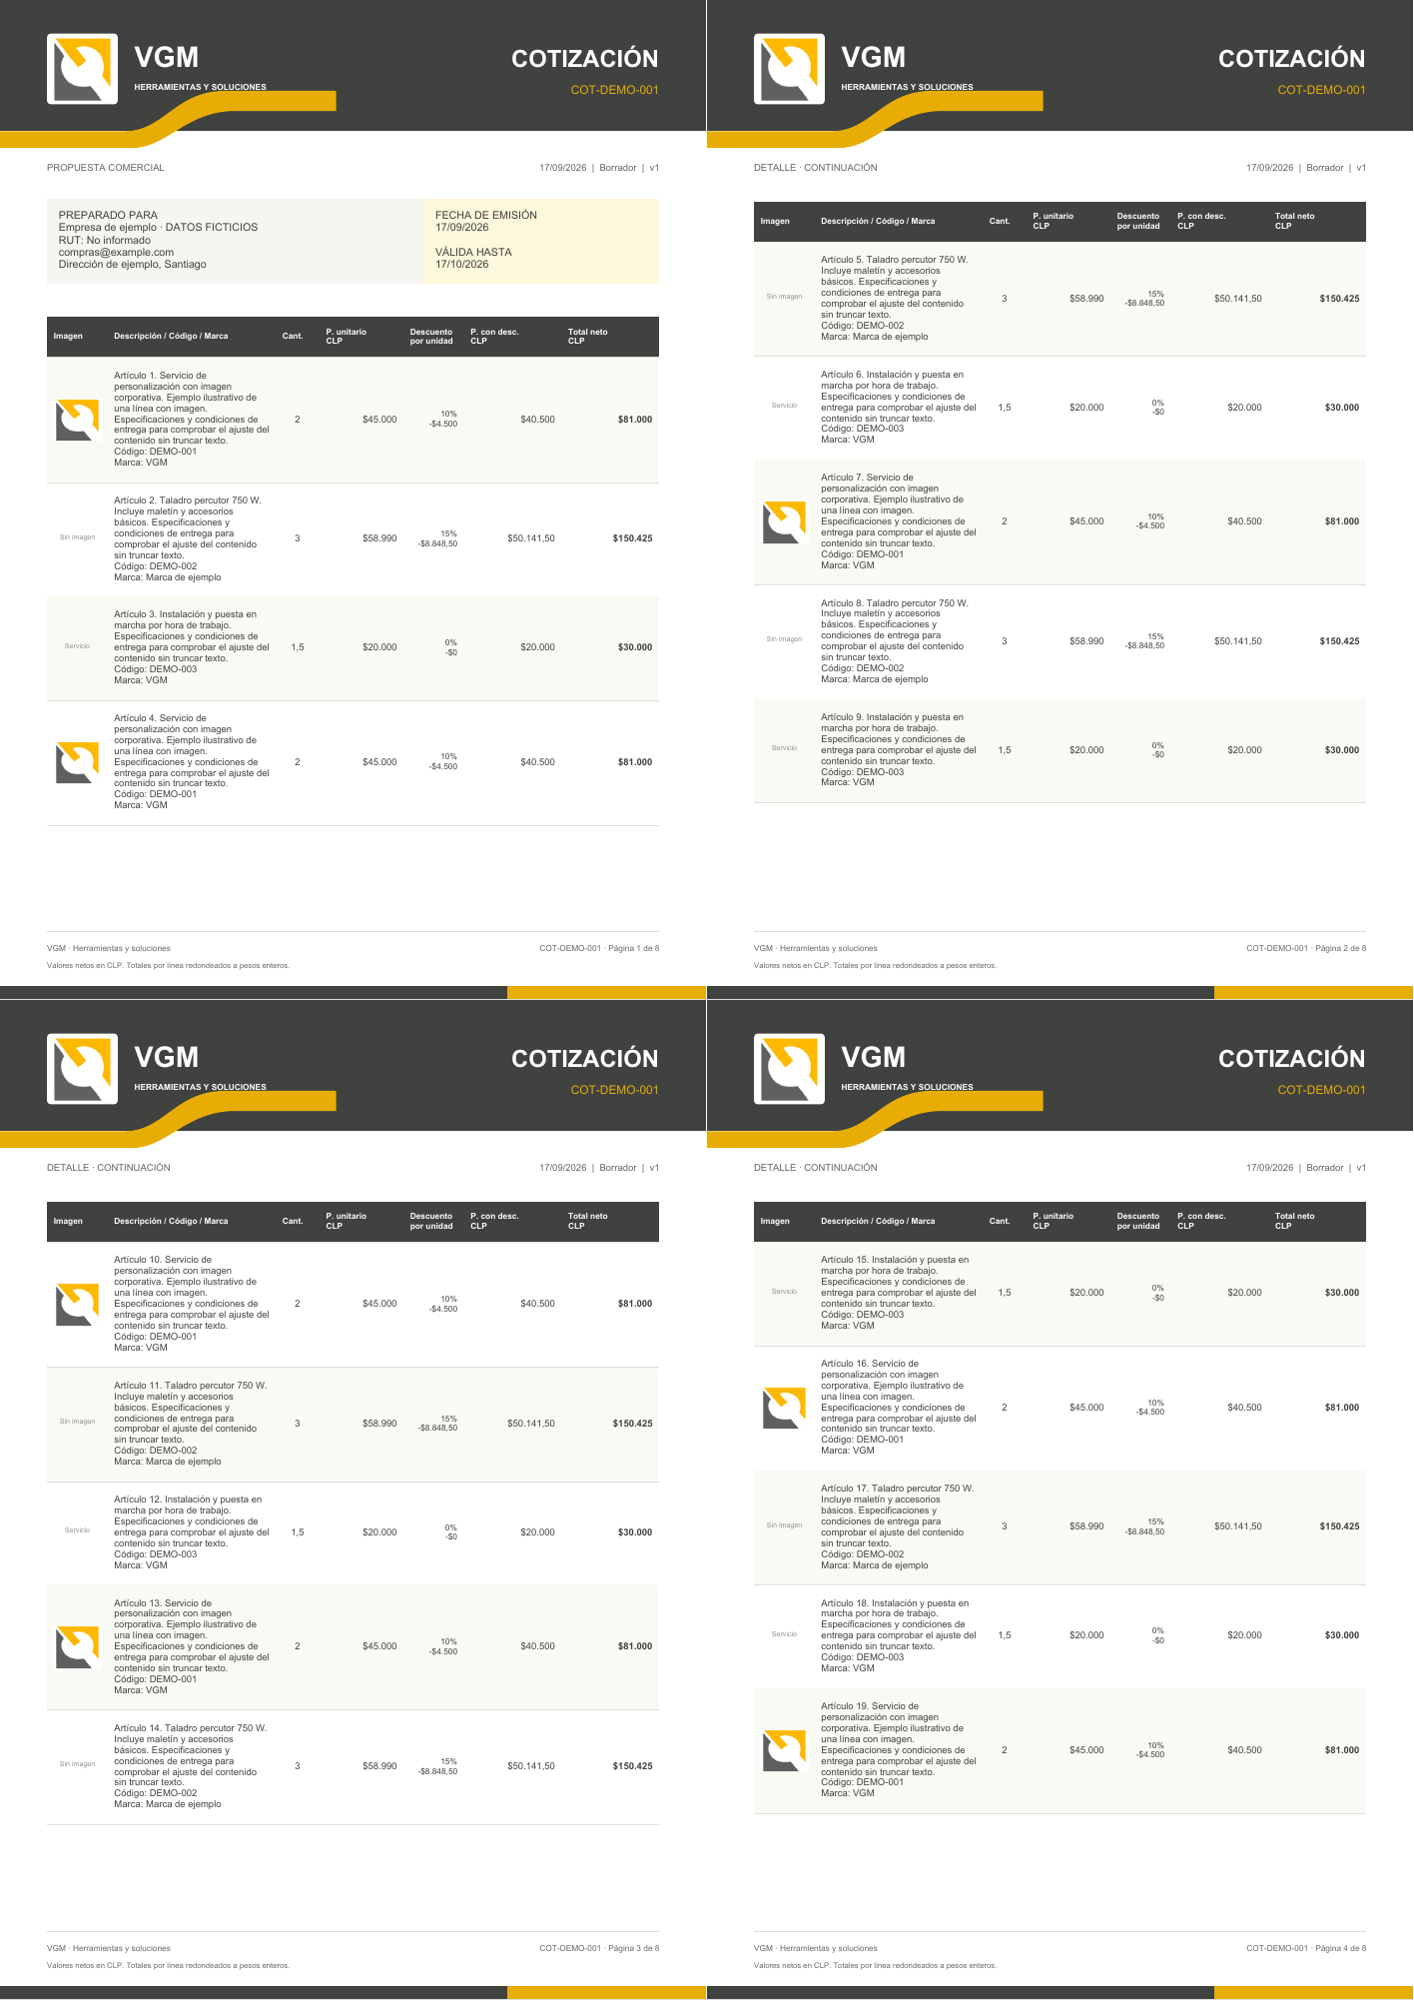 VGM
HERRAMIENTAS Y SOLUCIONES
COTIZACIÓN
COT-DEMO-001
PROPUESTA COMERCIAL
17/09/2026 | Borrador | v1
PREPARADO PARA
Empresa de ejemplo · DATOS FICTICIOS
RUT: No informado
compras@example.com
Dirección de ejemplo, Santiago
FECHA DE EMISIÓN
17/09/2026
VÁLIDA HASTA
17/10/2026
Imagen Descripción / Código / Marca Cant. P. unitario CLP Descuento por unidad P. con desc. CLP Total neto CLP
Artículo 1. Servicio de
personalización con imagen
corporativa. Ejemplo ilustrativo de
una línea con imagen.
Especificaciones y condiciones de
entrega para comprobar el ajuste del
contenido sin truncar texto.
Código: DEMO-001
Marca: VGM
2 $45.000 10% -$4.500 $40.500 $81.000
Sin imagen
Artículo 2. Taladro percutor 750 W.
Incluye maletín y accesorios
básicos. Especificaciones y
condiciones de entrega para
comprobar el ajuste del contenido
sin truncar texto.
Código: DEMO-002
Marca: Marca de ejemplo
3 $58.990 15% -$8.848,50 $50.141,50 $150.425
Servicio
Artículo 3. Instalación y puesta en
marcha por hora de trabajo.
Especificaciones y condiciones de
entrega para comprobar el ajuste del
contenido sin truncar texto.
Código: DEMO-003
Marca: VGM
1,5 $20.000 0% -$0 $20.000 $30.000
Artículo 4. Servicio de
personalización con imagen
corporativa. Ejemplo ilustrativo de
una línea con imagen.
Especificaciones y condiciones de
entrega para comprobar el ajuste del
contenido sin truncar texto.
Código: DEMO-001
Marca: VGM
2 $45.000 10% -$4.500 $40.500 $81.000
VGM · Herramientas y soluciones
COT-DEMO-001 · Página 1 de 8
Valores netos en CLP. Totales por línea redondeados a pesos enteros.
VGM
HERRAMIENTAS Y SOLUCIONES
COTIZACIÓN
COT-DEMO-001
DETALLE · CONTINUACIÓN
17/09/2026 | Borrador | v1
Imagen Descripción / Código / Marca Cant. P. unitario CLP Descuento por unidad P. con desc. CLP Total neto CLP
Sin imagen
Artículo 5. Taladro percutor 750 W.
Incluye maletín y accesorios
básicos. Especificaciones y
condiciones de entrega para
comprobar el ajuste del contenido
sin truncar texto.
Código: DEMO-002
Marca: Marca de ejemplo
3 $58.990 15% -$8.848,50 $50.141,50 $150.425
Servicio
Artículo 6. Instalación y puesta en
marcha por hora de trabajo.
Especificaciones y condiciones de
entrega para comprobar el ajuste del
contenido sin truncar texto.
Código: DEMO-003
Marca: VGM
1,5 $20.000 0% -$0 $20.000 $30.000
Artículo 7. Servicio de
personalización con imagen
corporativa. Ejemplo ilustrativo de
una línea con imagen.
Especificaciones y condiciones de
entrega para comprobar el ajuste del
contenido sin truncar texto.
Código: DEMO-001
Marca: VGM
2 $45.000 10% -$4.500 $40.500 $81.000
Sin imagen
Artículo 8. Taladro percutor 750 W.
Incluye maletín y accesorios
básicos. Especificaciones y
condiciones de entrega para
comprobar el ajuste del contenido
sin truncar texto.
Código: DEMO-002
Marca: Marca de ejemplo
3 $58.990 15% -$8.848,50 $50.141,50 $150.425
Servicio
Artículo 9. Instalación y puesta en
marcha por hora de trabajo.
Especificaciones y condiciones de
entrega para comprobar el ajuste del
contenido sin truncar texto.
Código: DEMO-003
Marca: VGM
1,5 $20.000 0% -$0 $20.000 $30.000
VGM · Herramientas y soluciones
COT-DEMO-001 · Página 2 de 8
Valores netos en CLP. Totales por línea redondeados a pesos enteros.
VGM
HERRAMIENTAS Y SOLUCIONES
COTIZACIÓN
COT-DEMO-001
DETALLE · CONTINUACIÓN
17/09/2026 | Borrador | v1
Imagen Descripción / Código / Marca Cant. P. unitario CLP Descuento por unidad P. con desc. CLP Total neto CLP
Artículo 10. Servicio de
personalización con imagen
corporativa. Ejemplo ilustrativo de
una línea con imagen.
Especificaciones y condiciones de
entrega para comprobar el ajuste del
contenido sin truncar texto.
Código: DEMO-001
Marca: VGM
2 $45.000 10% -$4.500 $40.500 $81.000
Sin imagen
Artículo 11. Taladro percutor 750 W.
Incluye maletín y accesorios
básicos. Especificaciones y
condiciones de entrega para
comprobar el ajuste del contenido
sin truncar texto.
Código: DEMO-002
Marca: Marca de ejemplo
3 $58.990 15% -$8.848,50 $50.141,50 $150.425
Servicio
Artículo 12. Instalación y puesta en
marcha por hora de trabajo.
Especificaciones y condiciones de
entrega para comprobar el ajuste del
contenido sin truncar texto.
Código: DEMO-003
Marca: VGM
1,5 $20.000 0% -$0 $20.000 $30.000
Artículo 13. Servicio de
personalización con imagen
corporativa. Ejemplo ilustrativo de
una línea con imagen.
Especificaciones y condiciones de
entrega para comprobar el ajuste del
contenido sin truncar texto.
Código: DEMO-001
Marca: VGM
2 $45.000 10% -$4.500 $40.500 $81.000
Sin imagen
Artículo 14. Taladro percutor 750 W.
Incluye maletín y accesorios
básicos. Especificaciones y
condiciones de entrega para
comprobar el ajuste del contenido
sin truncar texto.
Código: DEMO-002
Marca: Marca de ejemplo
3 $58.990 15% -$8.848,50 $50.141,50 $150.425
VGM · Herramientas y soluciones
COT-DEMO-001 · Página 3 de 8
Valores netos en CLP. Totales por línea redondeados a pesos enteros.
VGM
HERRAMIENTAS Y SOLUCIONES
COTIZACIÓN
COT-DEMO-001
DETALLE · CONTINUACIÓN
17/09/2026 | Borrador | v1
Imagen Descripción / Código / Marca Cant. P. unitario CLP Descuento por unidad P. con desc. CLP Total neto CLP
Servicio
Artículo 15. Instalación y puesta en
marcha por hora de trabajo.
Especificaciones y condiciones de
entrega para comprobar el ajuste del
contenido sin truncar texto.
Código: DEMO-003
Marca: VGM
1,5 $20.000 0% -$0 $20.000 $30.000
Artículo 16. Servicio de
personalización con imagen
corporativa. Ejemplo ilustrativo de
una línea con imagen.
Especificaciones y condiciones de
entrega para comprobar el ajuste del
contenido sin truncar texto.
Código: DEMO-001
Marca: VGM
2 $45.000 10% -$4.500 $40.500 $81.000
Sin imagen
Artículo 17. Taladro percutor 750 W.
Incluye maletín y accesorios
básicos. Especificaciones y
condiciones de entrega para
comprobar el ajuste del contenido
sin truncar texto.
Código: DEMO-002
Marca: Marca de ejemplo
3 $58.990 15% -$8.848,50 $50.141,50 $150.425
Servicio
Artículo 18. Instalación y puesta en
marcha por hora de trabajo.
Especificaciones y condiciones de
entrega para comprobar el ajuste del
contenido sin truncar texto.
Código: DEMO-003
Marca: VGM
1,5 $20.000 0% -$0 $20.000 $30.000
Artículo 19. Servicio de
personalización con imagen
corporativa. Ejemplo ilustrativo de
una línea con imagen.
Especificaciones y condiciones de
entrega para comprobar el ajuste del
contenido sin truncar texto.
Código: DEMO-001
Marca: VGM
2 $45.000 10% -$4.500 $40.500 $81.000
VGM · Herramientas y soluciones
COT-DEMO-001 · Página 4 de 8
Valores netos en CLP. Totales por línea redondeados a pesos enteros.